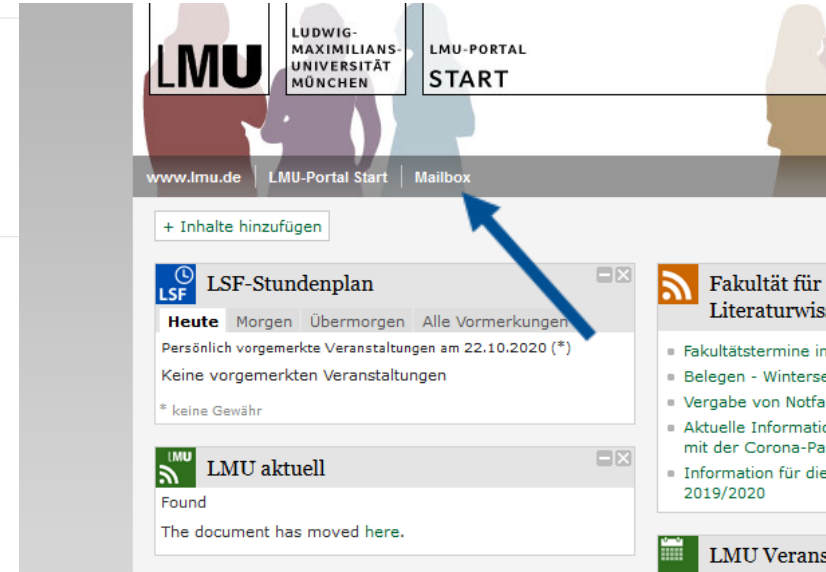 LMU
LUDWIG-
MAXIMILIANS-
UNIVERSITÄT
MÜNCHEN
LMU-PORTAL
START
www.lmu.de
LMU-Portal Start
Mailbox
+ Inhalte hinzufügen
LSF
LSF-Stundenplan
Heute Morgen Übermorgen Alle Vormerkungen
Persönlich vorgemerkte Veranstaltungen am 22.10.2020 (*)
Keine vorgemerkten Veranstaltungen
* keine Gewähr
LMU
LMU aktuell
Found
The document has moved here.
Fakultät für
Literaturwis
Fakultätstermine i
Belegen - Winterse
Vergabe von Notfa
Aktuelle Informatio
mit der Corona-Pa
Information für die
2019/2020
LMU Verans